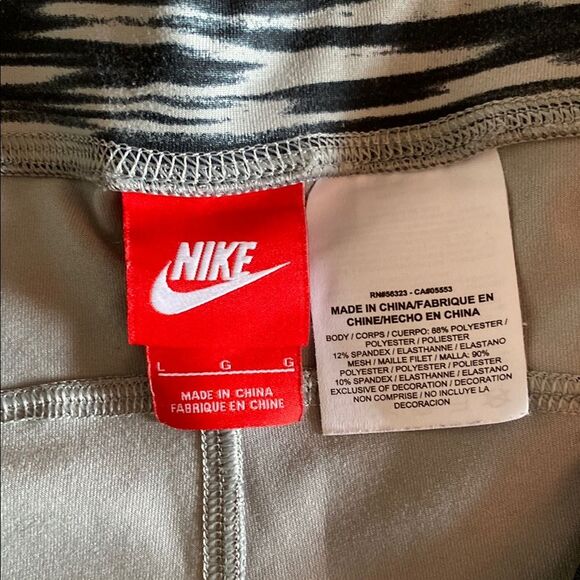 NIKE
L G G
MADE IN CHINA
FABRIQUE EN CHINE
RN#56323 - CA#05553
MADE IN CHINA/FABRIQUE EN
CHINE/HECHO EN CHINA
BODY / CORPS / CUERPO: 88% POLYESTER /
POLYESTER / POLIESTER
12% SPANDEX / ELASTHANNE / ELASTANO
MESH / MAILLE FILET / MALLA: 90%
POLYESTER / POLYESTER / POLIESTER
10% SPANDEX / ELASTHANNE / ELASTANO
EXCLUSIVE OF DECORATION / DECORATION
NON COMPRISE / NO INCLUYE LA
DECORACION